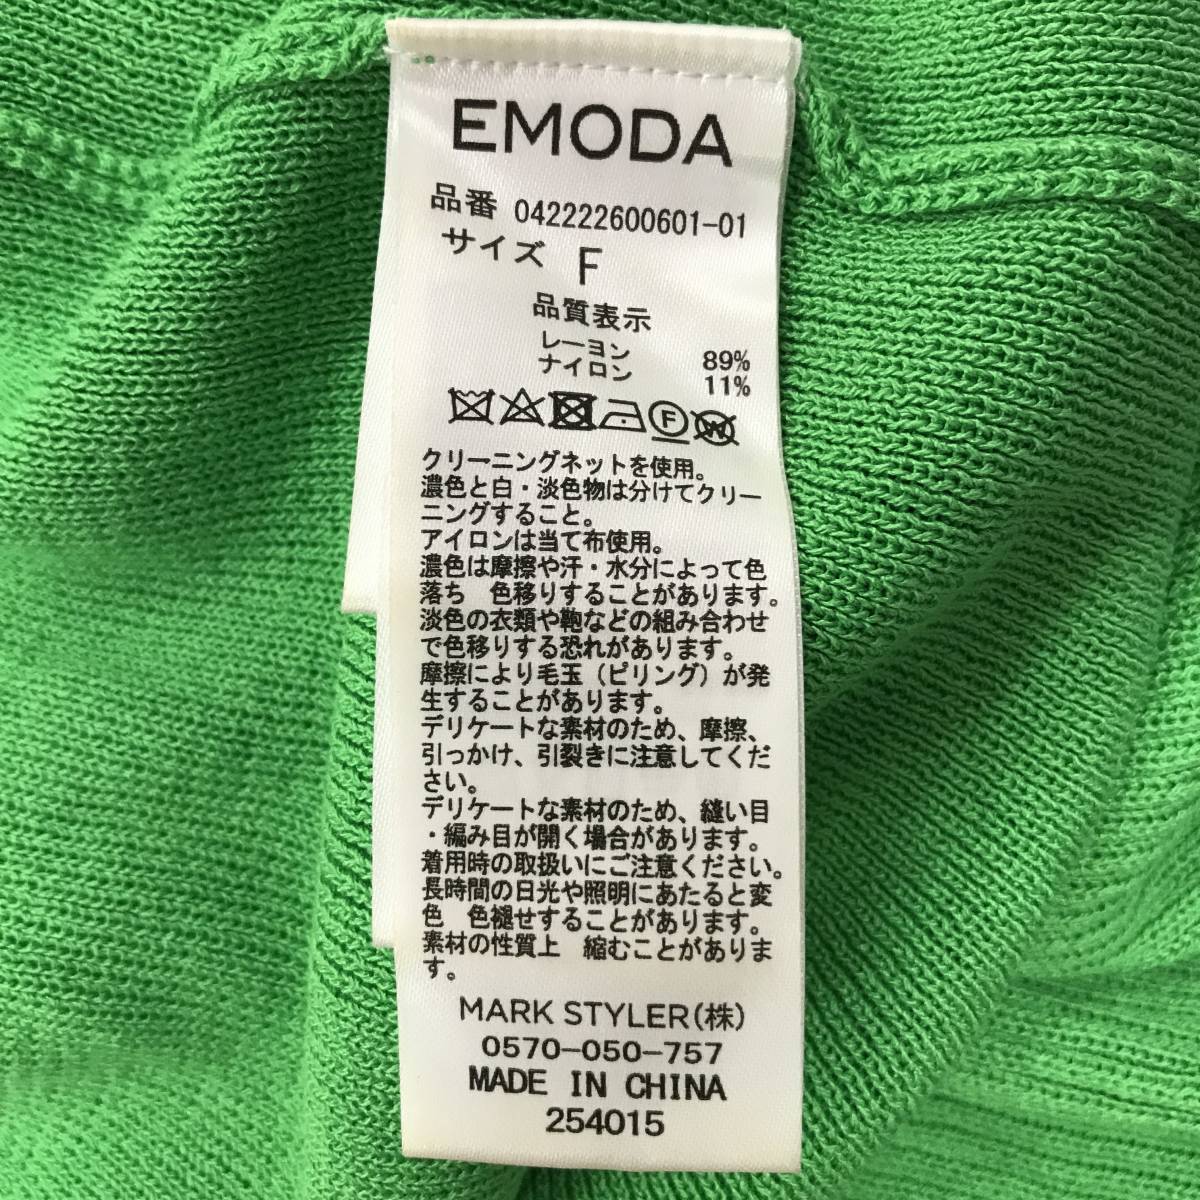 EMODA
品番 042222600601-01
サイズ F
品質表示
レーヨン 89%
ナイロン 11%
F W
クリーニングネットを使用。
濃色と白・淡色物は分けてクリー
ニングすること。
アイロンは当て布使用。
濃色は摩擦や汗・水分によって色
落ち 色移りすることがあります。
淡色の衣類や鞄などの組み合わせ
で色移りする恐れがあります。
摩擦により毛玉（ピリング）が発
生することがあります。
デリケートな素材のため、摩擦、
引っかけ、引裂きに注意してくだ
さい。
デリケートな素材のため、縫い目
・編み目が開く場合があります。
着用時の取扱いにご注意ください。
長時間の日光や照明にあたると変
色 色褪せすることがあります。
素材の性質上 縮むことがありま
す。
MARK STYLER(株)
0570-050-757
MADE IN CHINA
254015